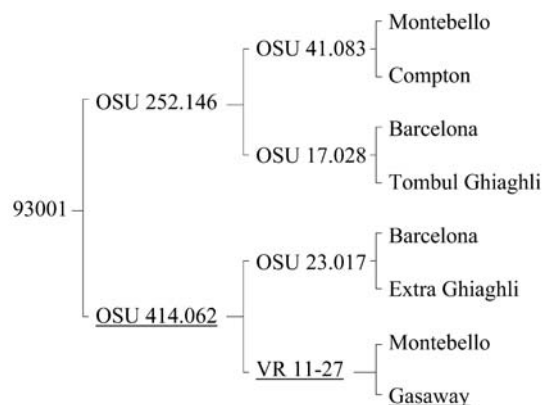 Montebello
OSU 41.083
Compton
OSU 252.146
Barcelona
OSU 17.028
Tombul Ghiaghli
93001
Barcelona
OSU 23.017
Extra Ghiaghli
OSU 414.062
Montebello
VR 11-27
Gasaway